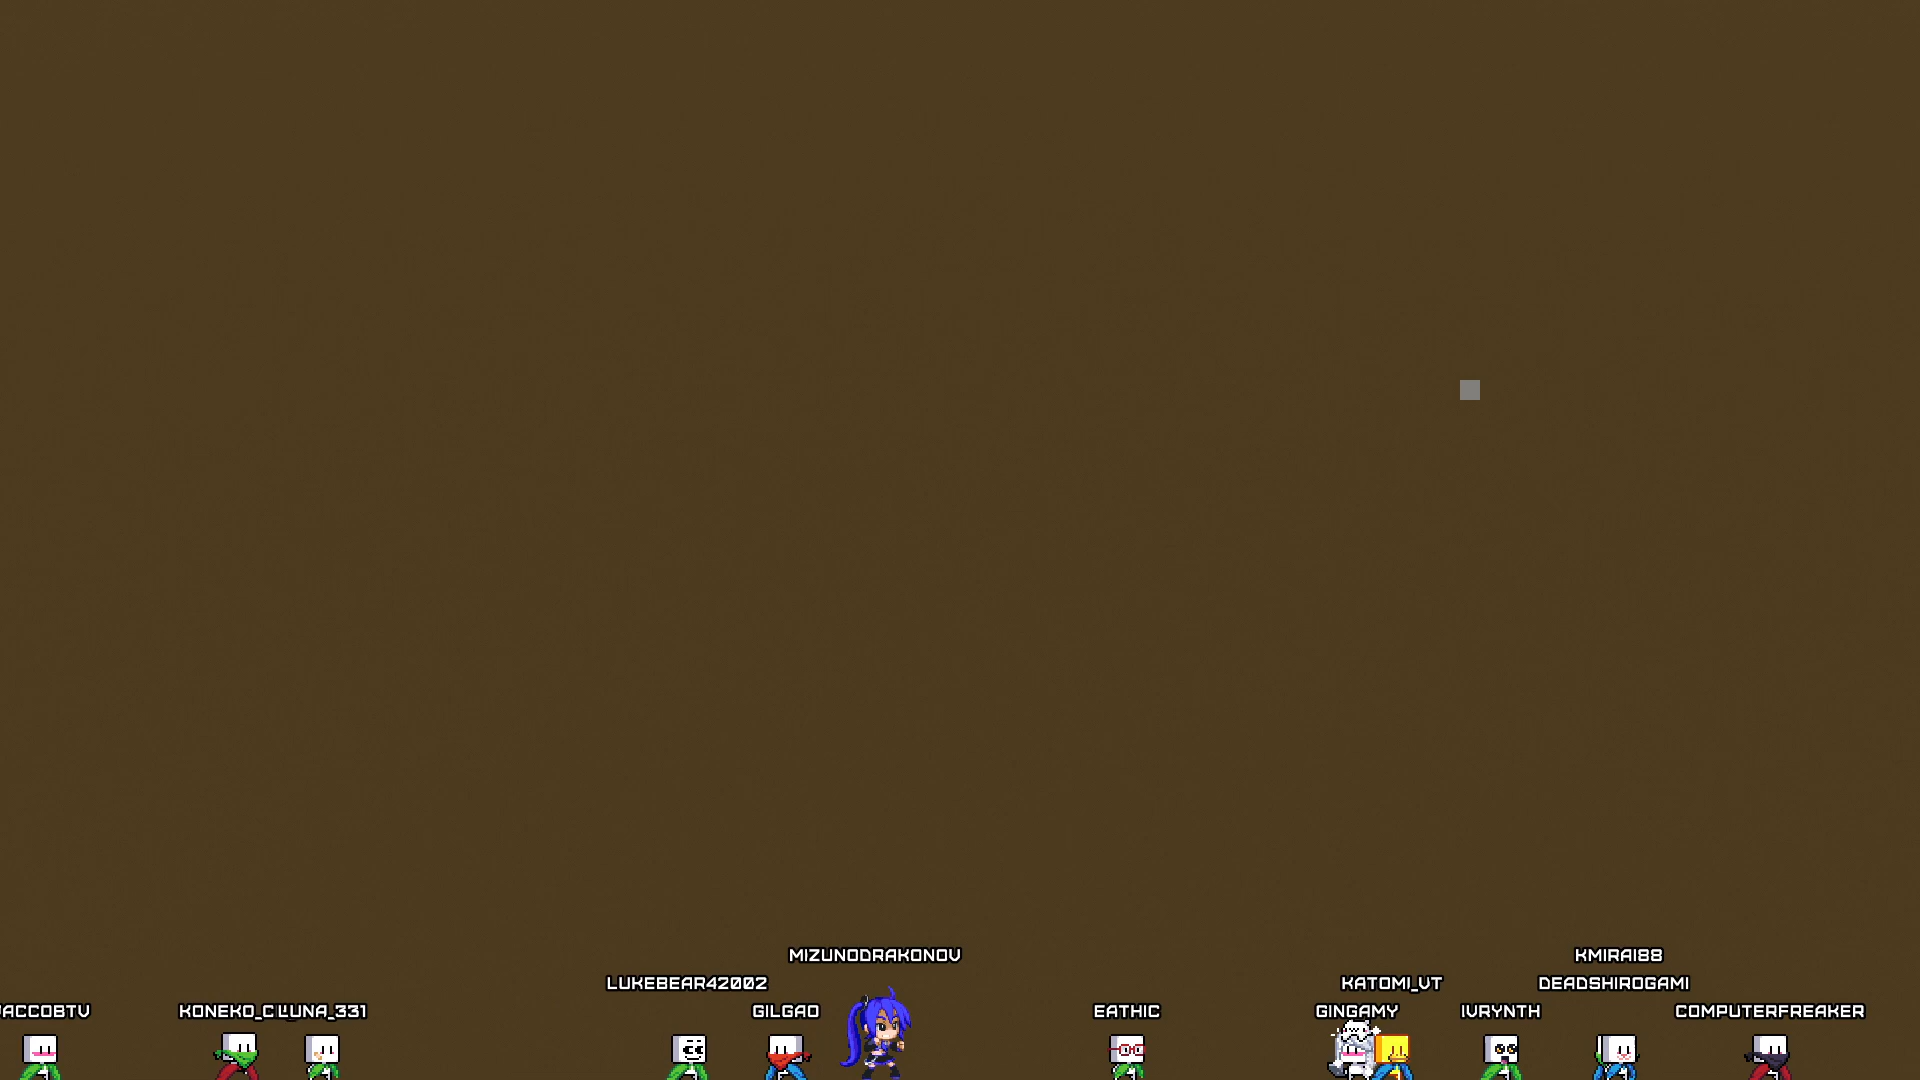 MIZUNODRAKONOV
KMIRAI88
LUKEBEAR42002
KATOMI_VT
DEADSHIROGAMI
ACCOBTV
KONEKO_C
LUNA_331
GILGAO
EATHIC
GINGAMY
IVRYNTH
COMPUTERFREAKER